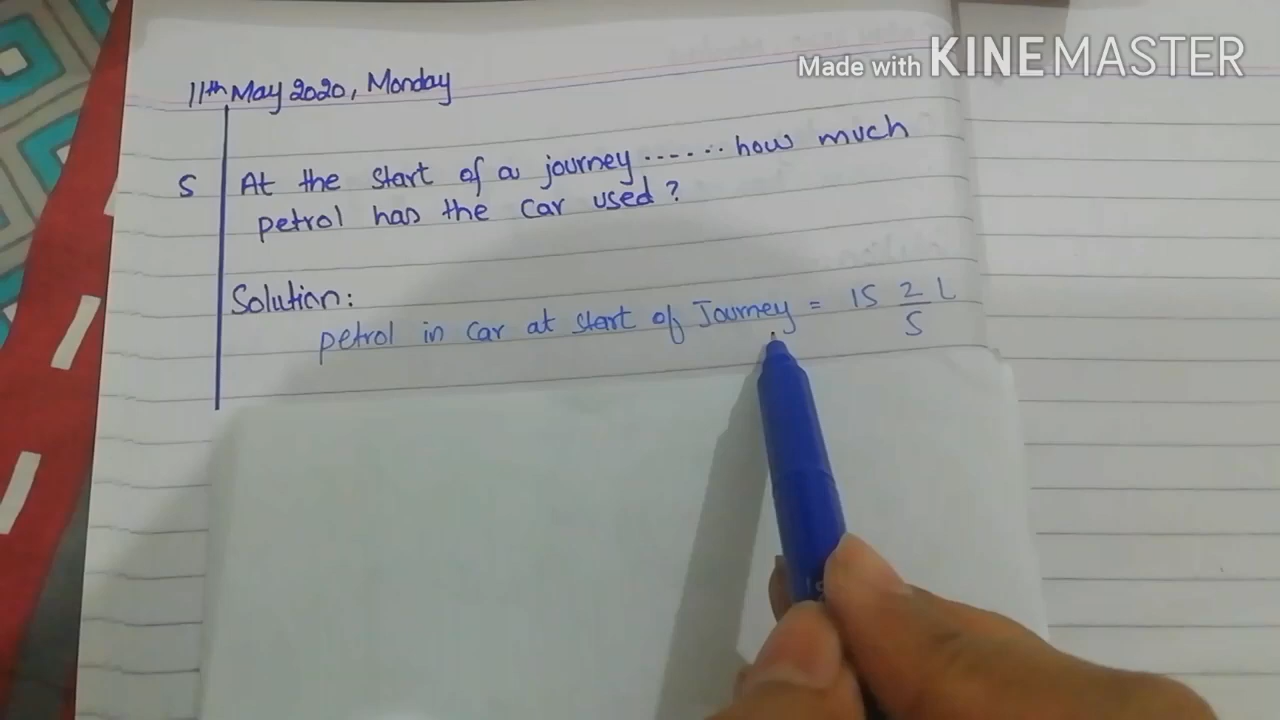 Made with KINEMASTER
11th May 2020, Monday
5 At the start of a journey ...... how much
petrol has the car used?
Solution:
petrol in car at start of Journey = 15 2/5 L